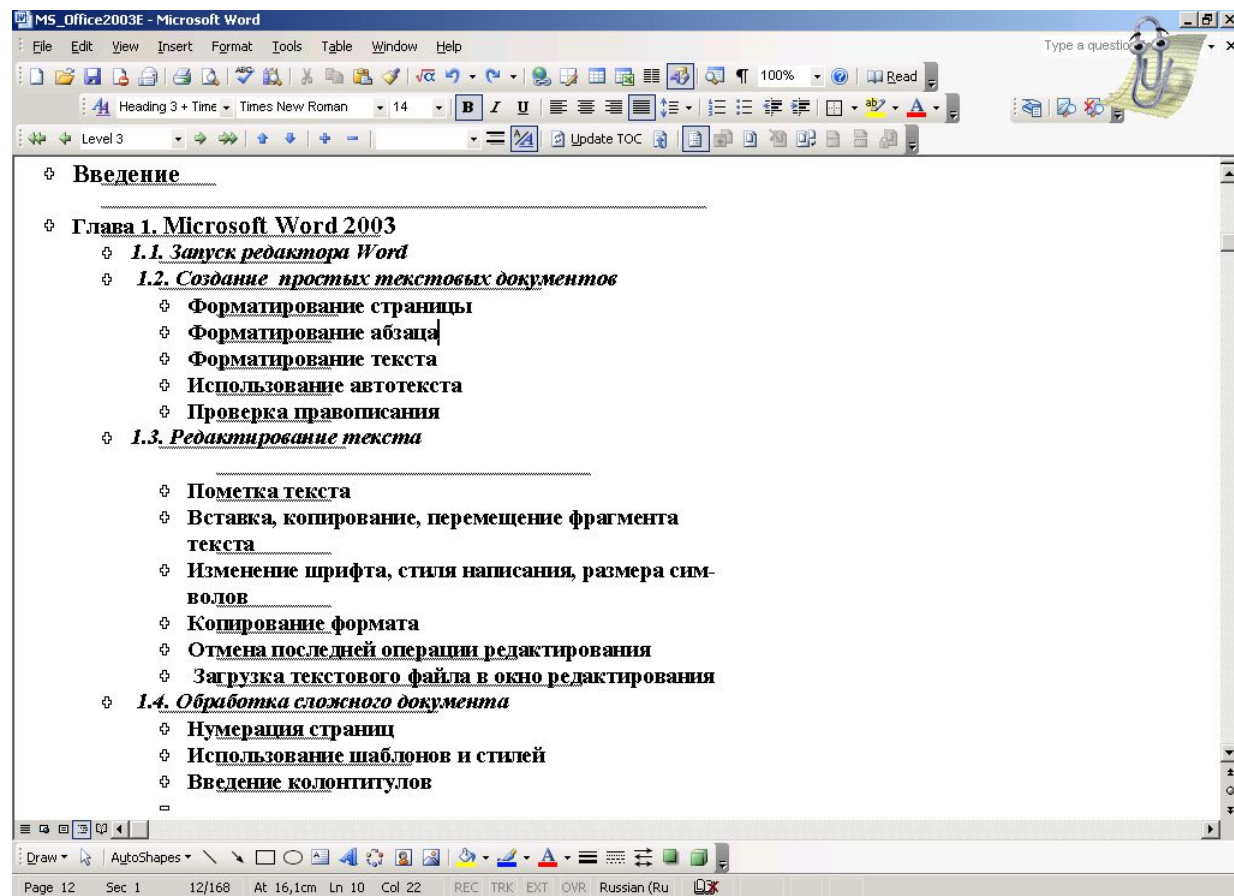 MS_Office2003E - Microsoft Word
File Edit View Insert Format Tools Table Window Help
Type a questio
100% Read
Heading 3 + Time Times New Roman 14 B I U
Level 3 Update TOC
Введение
Глава 1. Microsoft Word 2003
1.1. Запуск редактора Word
1.2. Создание простых текстовых документов
Форматирование страницы
Форматирование абзаца
Форматирование текста
Использование автотекста
Проверка правописания
1.3. Редактирование текста
Пометка текста
Вставка, копирование, перемещение фрагмента
текста
Изменение шрифта, стиля написания, размера сим-
волов
Копирование формата
Отмена последней операции редактирования
Загрузка текстового файла в окно редактирования
1.4. Обработка сложного документа
Нумерация страниц
Использование шаблонов и стилей
Введение колонтитулов
Draw AutoShapes
Page 12 Sec 1 12/168 At 16,1cm Ln 10 Col 22 REC TRK EXT OVR Russian (Ru